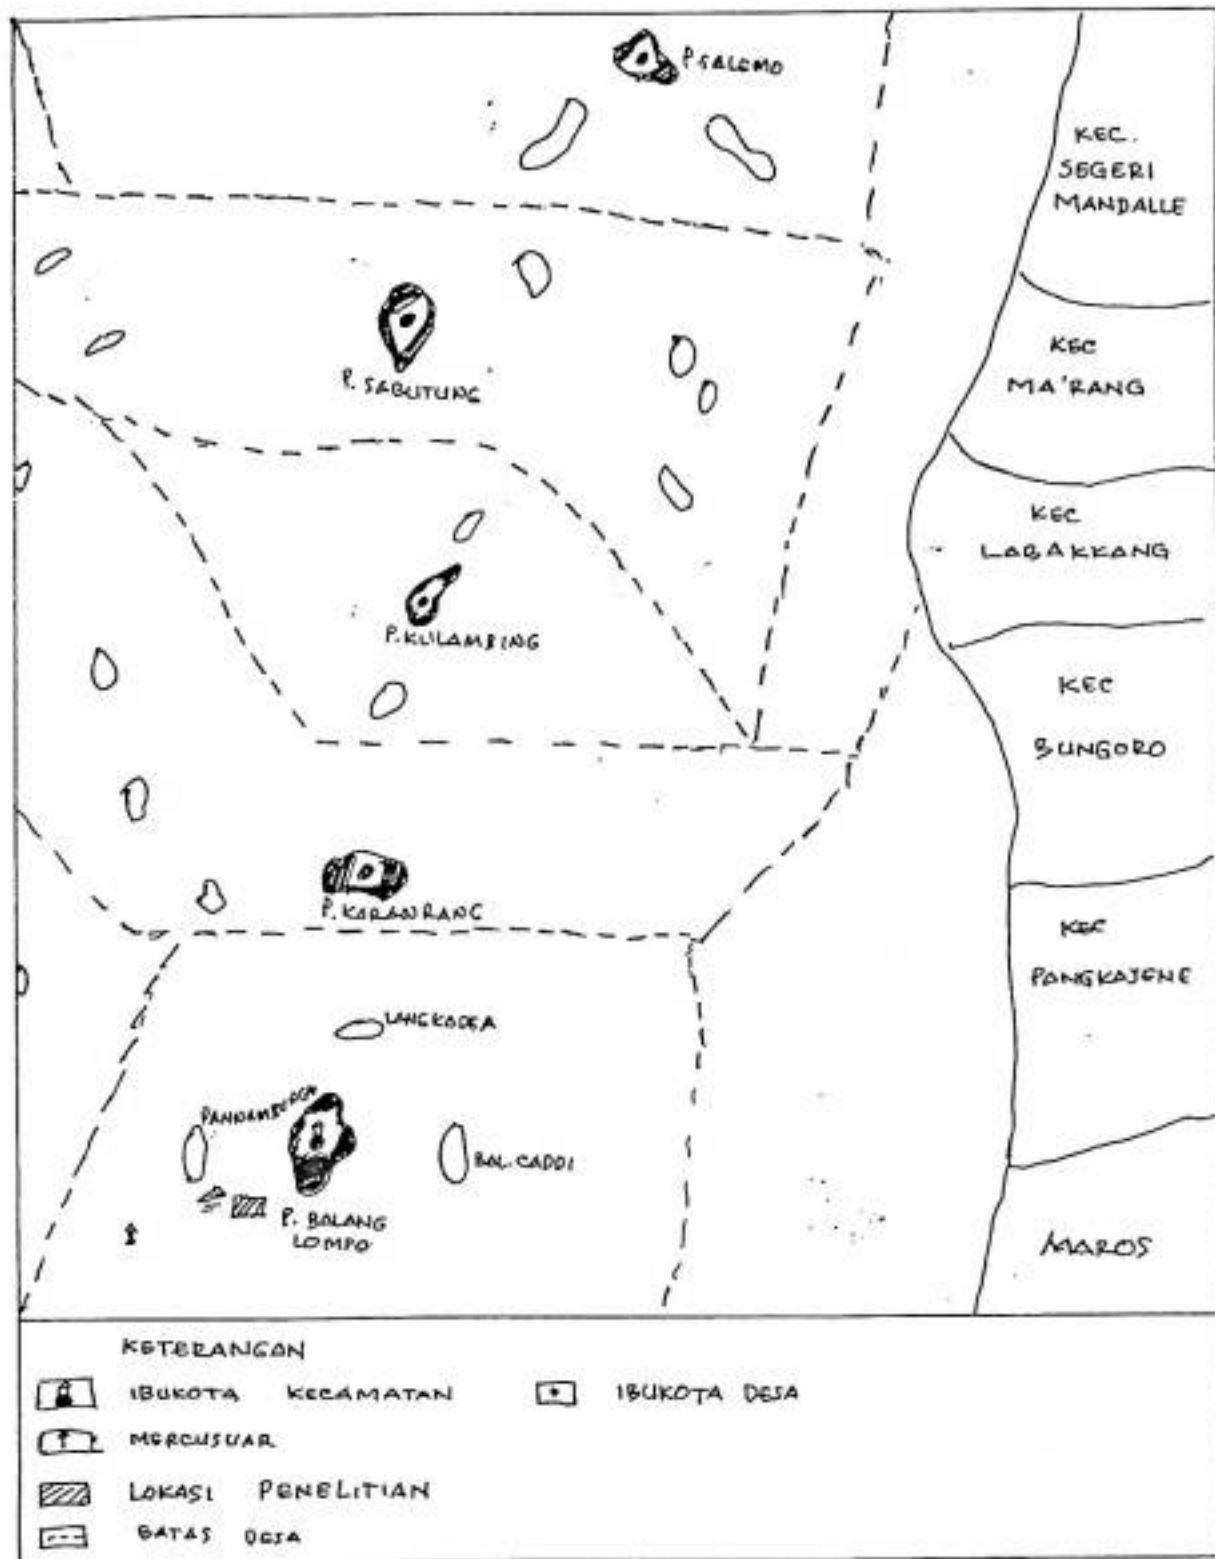 P. SALEMO
KEC.
SEGERI
MANDALLE
P. SABUTUNG
KEC
MA'RANG
KEC
LABAKKANG
P. KULAMBING
KEC
BUNGORO
P. KARANRANG
KEC
PANGKAJENE
LANGKADEA
BAL. CADDI
P. BALANG
LOMPO
MAROS
KETERANGAN
IBUKOTA KECAMATAN
IBUKOTA DESA
MERCUSUAR
LOKASI PENELITIAN
BATAS DESA